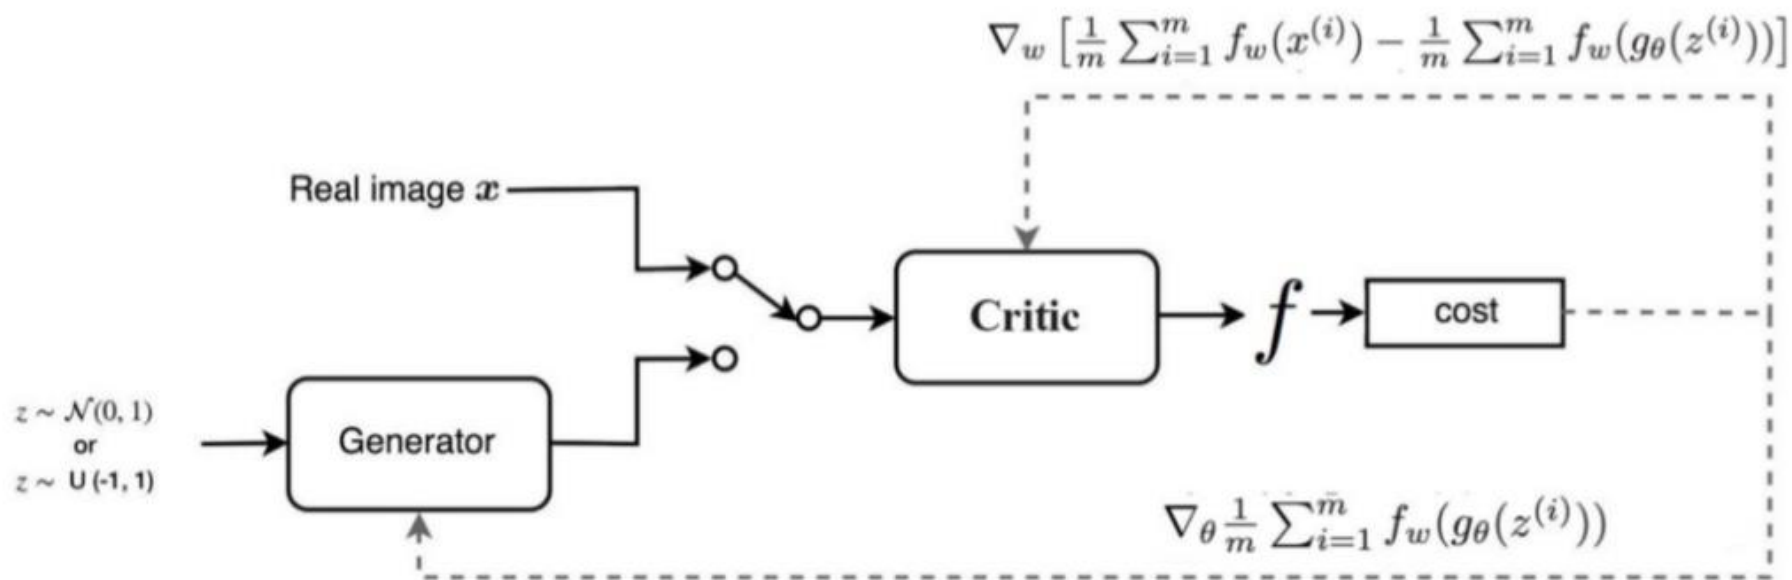 ∇_w [1/m ∑_{i=1}^{m} f_w(x^{(i)}) − 1/m ∑_{i=1}^{m} f_w(g_θ(z^{(i)}))]
Real image x
Critic
f
cost
z ∼ 𝒩(0, 1)
or
z ∼ U (-1, 1)
Generator
∇_θ 1/m ∑_{i=1}^{m} f_w(g_θ(z^{(i)}))